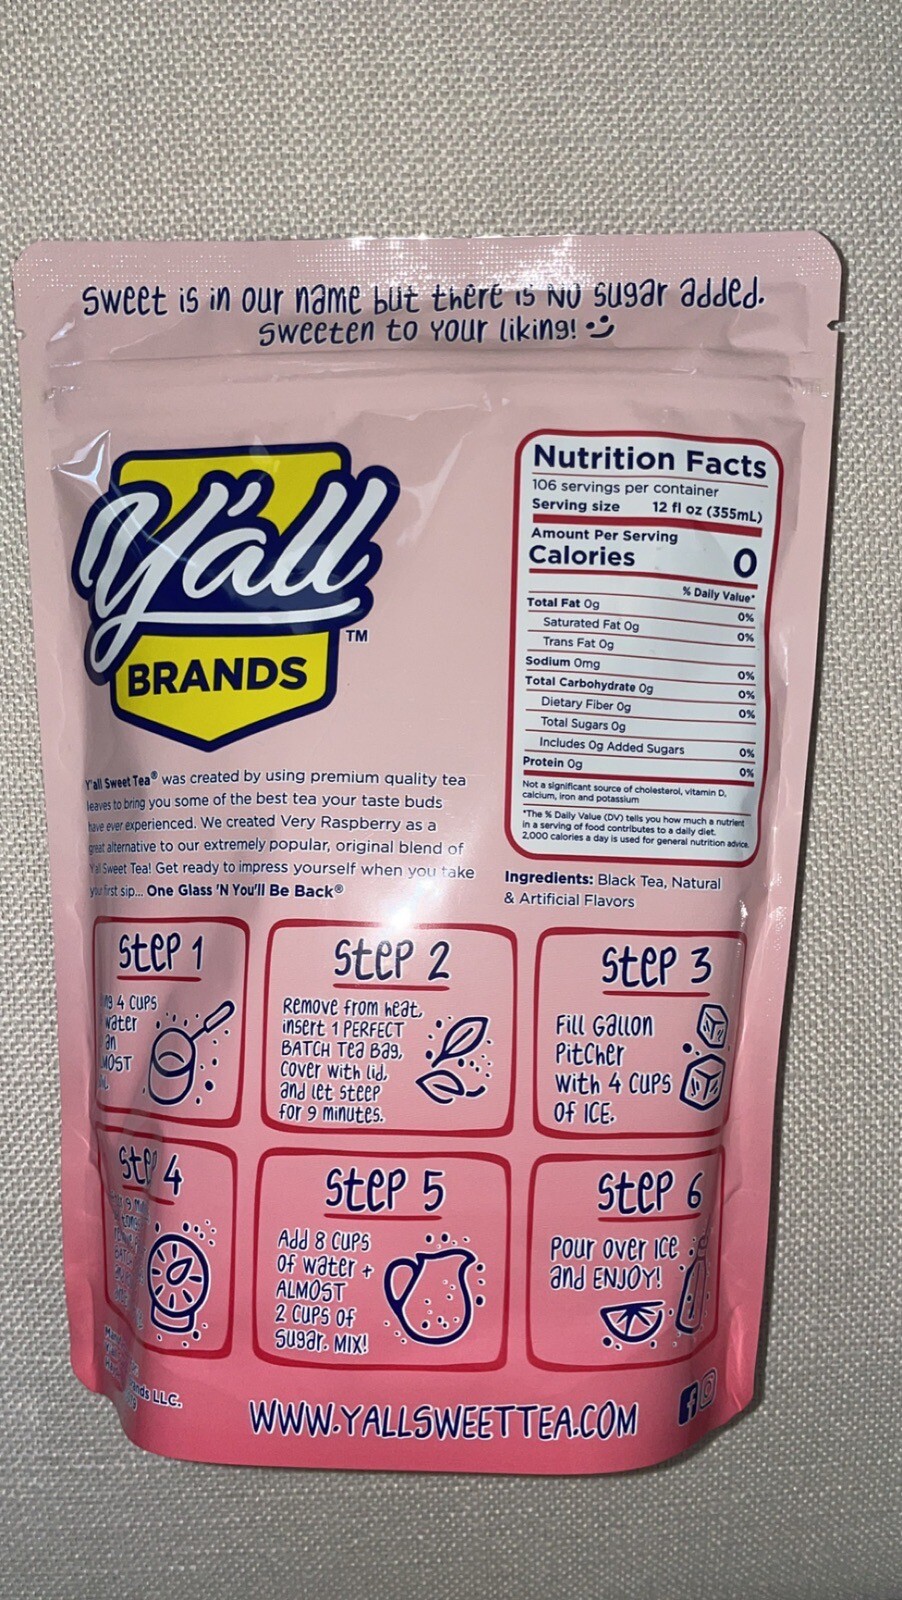 Sweet is in our name but there is NO sugar added.
Sweeten to your liking!
Y'all
BRANDS
TM
Nutrition Facts
106 servings per container
Serving size 12 fl oz (355mL)
Amount Per Serving
Calories 0
% Daily Value*
Total Fat 0g 0%
Saturated Fat 0g 0%
Trans Fat 0g
Sodium 0mg 0%
Total Carbohydrate 0g 0%
Dietary Fiber 0g 0%
Total Sugars 0g
Includes 0g Added Sugars 0%
Protein 0g 0%
Not a significant source of cholesterol, vitamin D,
calcium, iron and potassium
*The % Daily Value (DV) tells you how much a nutrient
in a serving of food contributes to a daily diet.
2,000 calories a day is used for general nutrition advice.
Ingredients: Black Tea, Natural
& Artificial Flavors
Y'all Sweet Tea® was created by using premium quality tea
leaves to bring you some of the best tea your taste buds
have ever experienced. We created Very Raspberry as a
great alternative to our extremely popular, original blend of
Y'all Sweet Tea! Get ready to impress yourself when you take
your first sip... One Glass 'N You'll Be Back®
Step 1
4 CUPS
water
ALMOST
Step 2
Remove from heat,
insert 1 PERFECT
BATCH Tea Bag,
cover with lid,
and let steep
for 9 minutes.
Step 3
Fill Gallon
Pitcher
with 4 CUPS
OF ICE.
Step 4
Step 5
Add 8 CUPS
of water +
ALMOST
2 CUPS of
Sugar. MIX!
Step 6
Pour over ice
and ENJOY!
LLC.
WWW.YALLSWEETTEA.COM